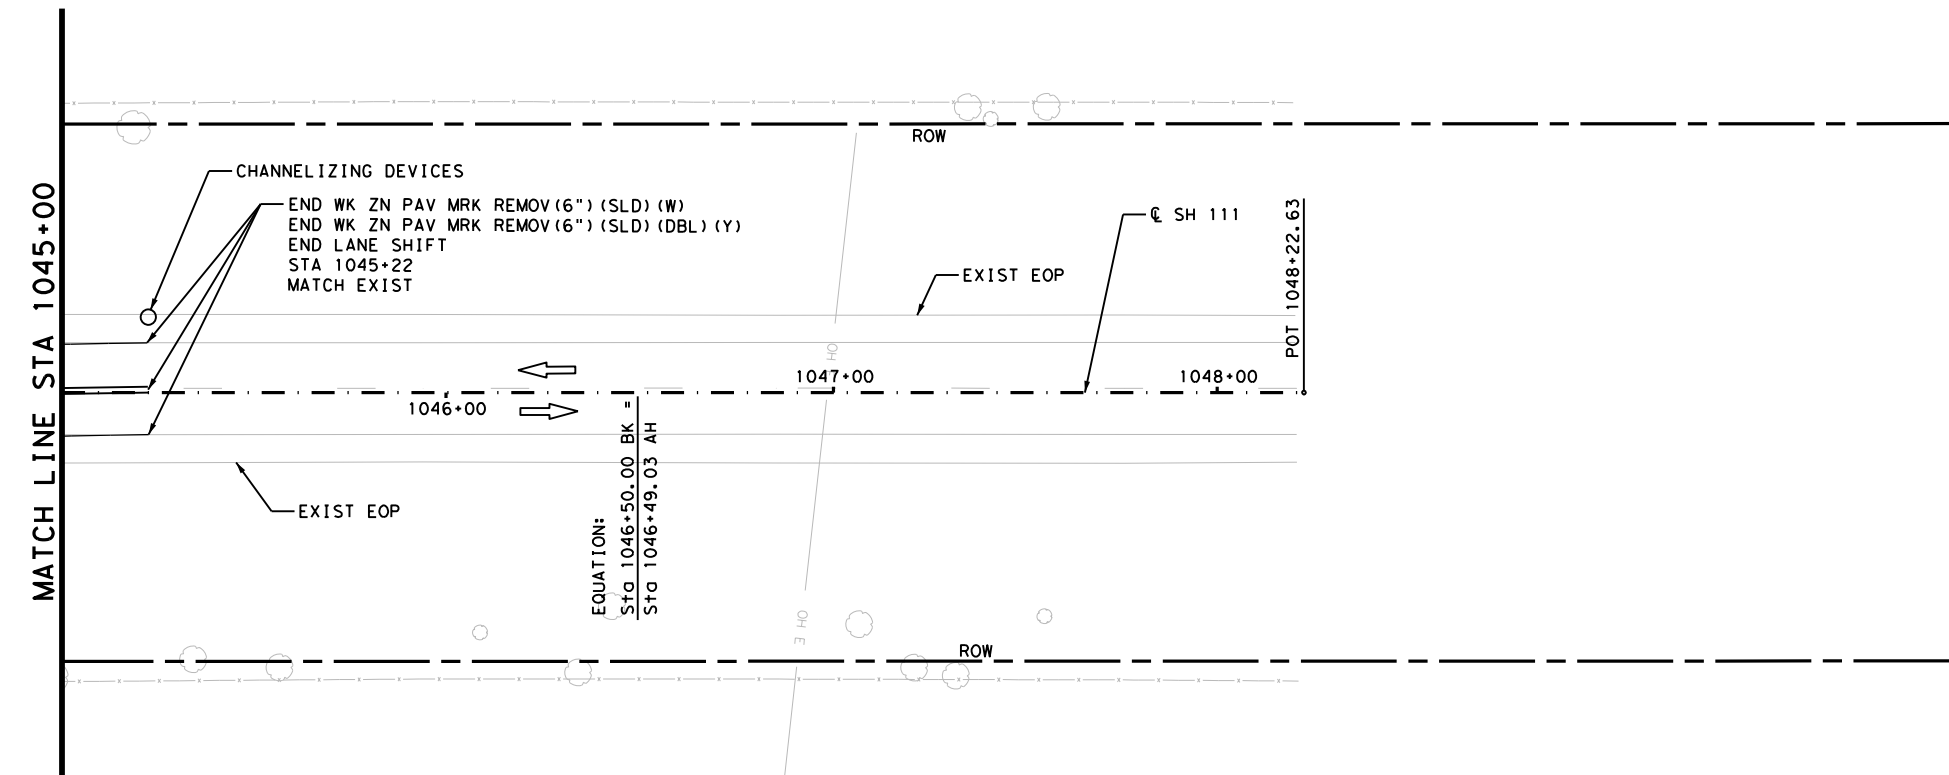 MATCH LINE STA 1045+00
ROW
CHANNELIZING DEVICES
END WK ZN PAV MRK REMOV(6")(SLD)(W)
END WK ZN PAV MRK REMOV(6")(SLD)(DBL)(Y)
END LANE SHIFT
STA 1045+22
MATCH EXIST
℄ SH 111
POT 1048+22.63
EXIST EOP
OH
1047+00
1048+00
1046+00
EQUATION:
Sta 1046+50.00 BK =
Sta 1046+49.03 AH
EXIST EOP
OH E
ROW